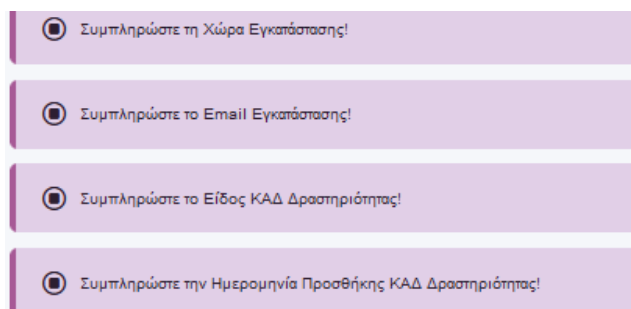 Συμπληρώστε τη Χώρα Εγκατάστασης!
Συμπληρώστε το Email Εγκατάστασης!
Συμπληρώστε το Είδος ΚΑΔ Δραστηριότητας!
Συμπληρώστε την Ημερομηνία Προσθήκης ΚΑΔ Δραστηριότητας!